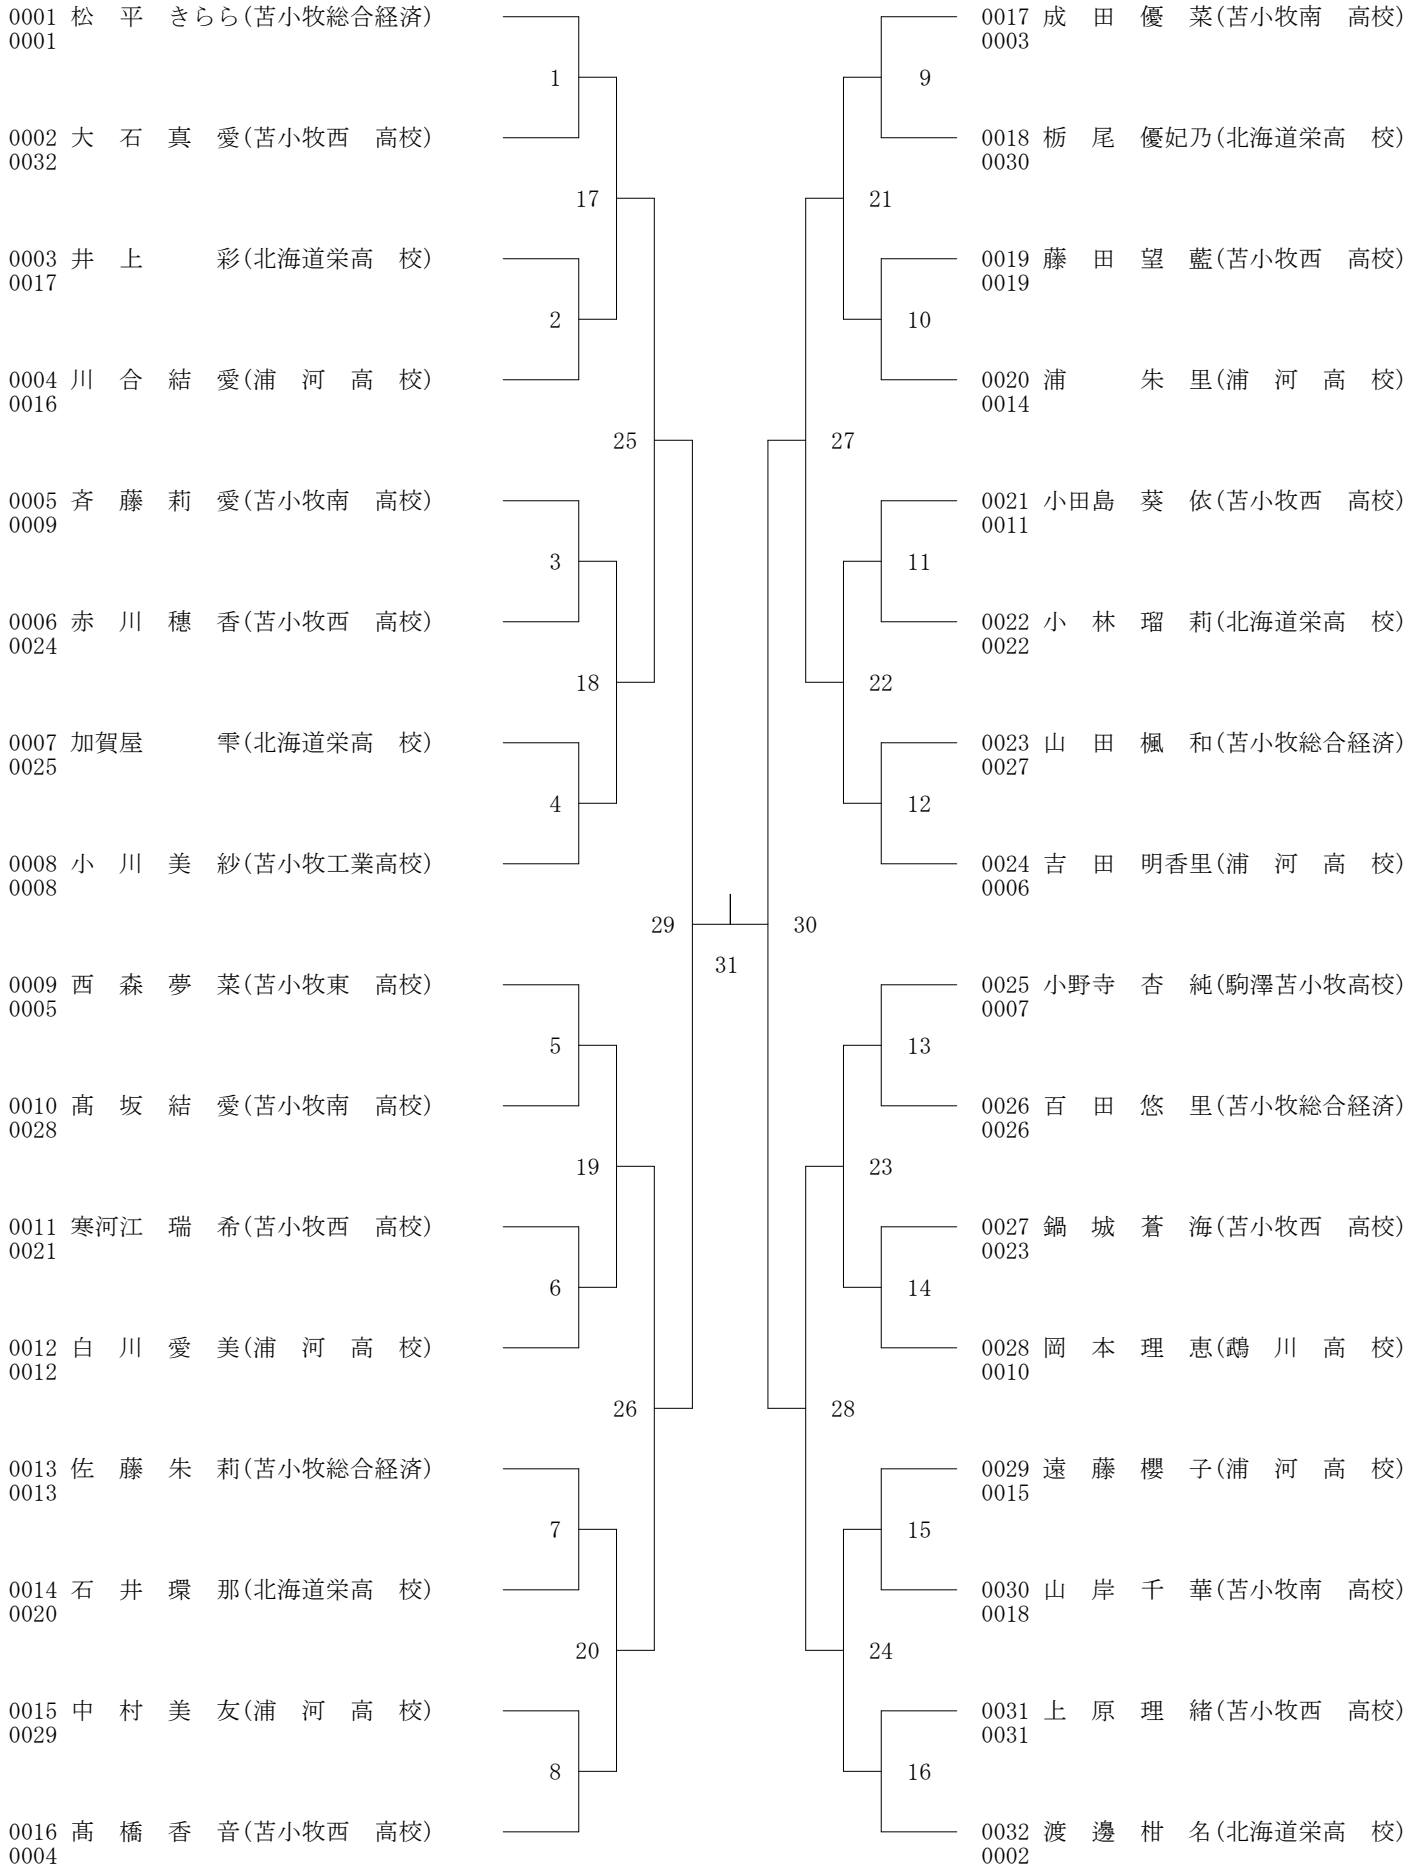 0001 松　平　きらら(苫小牧総合経済)
0001
1
0002 大　石　真　愛(苫小牧西　高校)
0032
17
0003 井　上　　　彩(北海道栄高　校)
0017
2
0004 川　合　結　愛(浦　河　高　校)
0016
25
0005 斉　藤　莉　愛(苫小牧南　高校)
0009
3
0006 赤　川　穂　香(苫小牧西　高校)
0024
18
0007 加賀屋　　　雫(北海道栄高　校)
0025
4
0008 小　川　美　紗(苫小牧工業高校)
0008
29
0009 西　森　夢　菜(苫小牧東　高校)
0005
5
0010 髙　坂　結　愛(苫小牧南　高校)
0028
19
0011 寒河江　瑞　希(苫小牧西　高校)
0021
6
0012 白　川　愛　美(浦　河　高　校)
0012
26
0013 佐　藤　朱　莉(苫小牧総合経済)
0013
7
0014 石　井　環　那(北海道栄高　校)
0020
20
0015 中　村　美　友(浦　河　高　校)
0029
8
0016 髙　橋　香　音(苫小牧西　高校)
0004
31
0017 成　田　優　菜(苫小牧南　高校)
0003
9
0018 栃　尾　優妃乃(北海道栄高　校)
0030
21
0019 藤　田　望　藍(苫小牧西　高校)
0019
10
0020 浦　　　朱　里(浦　河　高　校)
0014
27
0021 小田島　葵　依(苫小牧西　高校)
0011
11
0022 小　林　瑠　莉(北海道栄高　校)
0022
22
0023 山　田　楓　和(苫小牧総合経済)
0027
12
0024 吉　田　明香里(浦　河　高　校)
0006
30
0025 小野寺　杏　純(駒澤苫小牧高校)
0007
13
0026 百　田　悠　里(苫小牧総合経済)
0026
23
0027 鍋　城　蒼　海(苫小牧西　高校)
0023
14
0028 岡　本　理　恵(鵡　川　高　校)
0010
28
0029 遠　藤　櫻　子(浦　河　高　校)
0015
15
0030 山　岸　千　華(苫小牧南　高校)
0018
24
0031 上　原　理　緒(苫小牧西　高校)
0031
16
0032 渡　邊　柑　名(北海道栄高　校)
0002